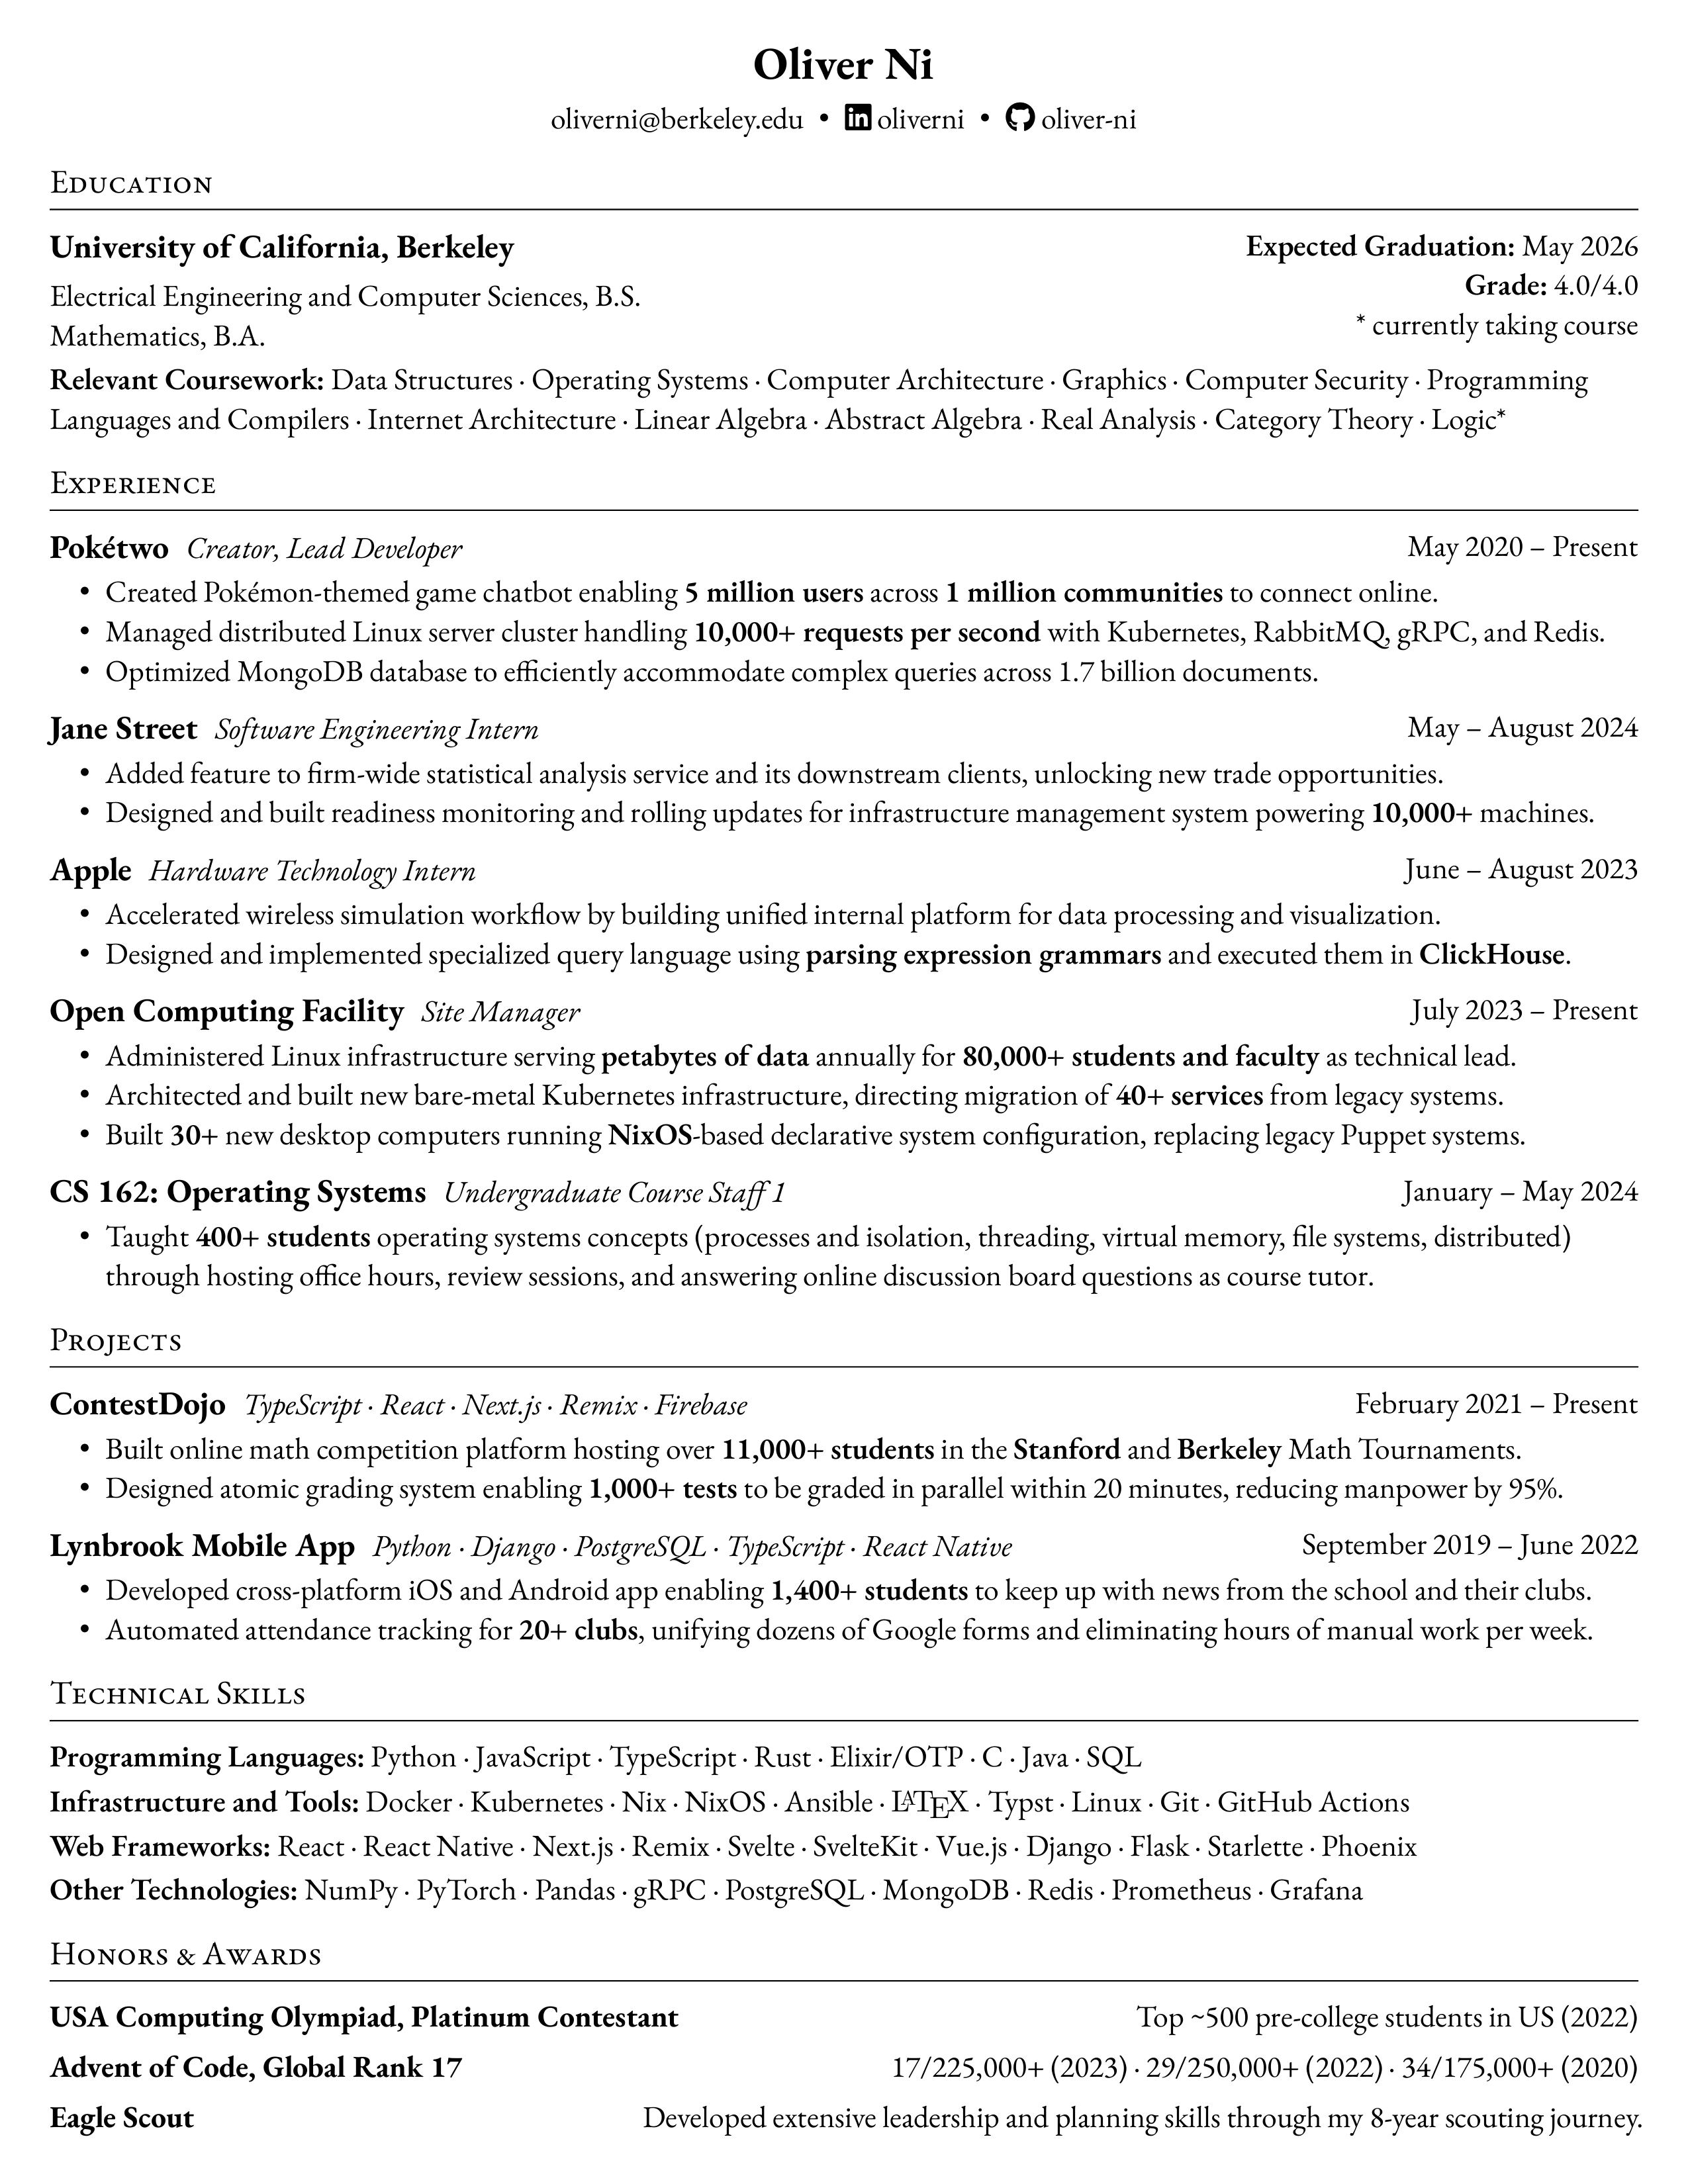 Oliver Ni
oliverni@berkeley.edu • oliverni • oliver-ni
Education
University of California, Berkeley Expected Graduation: May 2026
Electrical Engineering and Computer Sciences, B.S. Grade: 4.0/4.0
Mathematics, B.A. * currently taking course
Relevant Coursework: Data Structures · Operating Systems · Computer Architecture · Graphics · Computer Security · Programming
Languages and Compilers · Internet Architecture · Linear Algebra · Abstract Algebra · Real Analysis · Category Theory · Logic*
Experience
Pokétwo Creator, Lead Developer May 2020 – Present
• Created Pokémon-themed game chatbot enabling 5 million users across 1 million communities to connect online.
• Managed distributed Linux server cluster handling 10,000+ requests per second with Kubernetes, RabbitMQ, gRPC, and Redis.
• Optimized MongoDB database to efficiently accommodate complex queries across 1.7 billion documents.
Jane Street Software Engineering Intern May – August 2024
• Added feature to firm-wide statistical analysis service and its downstream clients, unlocking new trade opportunities.
• Designed and built readiness monitoring and rolling updates for infrastructure management system powering 10,000+ machines.
Apple Hardware Technology Intern June – August 2023
• Accelerated wireless simulation workflow by building unified internal platform for data processing and visualization.
• Designed and implemented specialized query language using parsing expression grammars and executed them in ClickHouse.
Open Computing Facility Site Manager July 2023 – Present
• Administered Linux infrastructure serving petabytes of data annually for 80,000+ students and faculty as technical lead.
• Architected and built new bare-metal Kubernetes infrastructure, directing migration of 40+ services from legacy systems.
• Built 30+ new desktop computers running NixOS-based declarative system configuration, replacing legacy Puppet systems.
CS 162: Operating Systems Undergraduate Course Staff 1 January – May 2024
• Taught 400+ students operating systems concepts (processes and isolation, threading, virtual memory, file systems, distributed)
through hosting office hours, review sessions, and answering online discussion board questions as course tutor.
Projects
ContestDojo TypeScript · React · Next.js · Remix · Firebase February 2021 – Present
• Built online math competition platform hosting over 11,000+ students in the Stanford and Berkeley Math Tournaments.
• Designed atomic grading system enabling 1,000+ tests to be graded in parallel within 20 minutes, reducing manpower by 95%.
Lynbrook Mobile App Python · Django · PostgreSQL · TypeScript · React Native September 2019 – June 2022
• Developed cross-platform iOS and Android app enabling 1,400+ students to keep up with news from the school and their clubs.
• Automated attendance tracking for 20+ clubs, unifying dozens of Google forms and eliminating hours of manual work per week.
Technical Skills
Programming Languages: Python · JavaScript · TypeScript · Rust · Elixir/OTP · C · Java · SQL
Infrastructure and Tools: Docker · Kubernetes · Nix · NixOS · Ansible · LATEX · Typst · Linux · Git · GitHub Actions
Web Frameworks: React · React Native · Next.js · Remix · Svelte · SvelteKit · Vue.js · Django · Flask · Starlette · Phoenix
Other Technologies: NumPy · PyTorch · Pandas · gRPC · PostgreSQL · MongoDB · Redis · Prometheus · Grafana
Honors & Awards
USA Computing Olympiad, Platinum Contestant Top ~500 pre-college students in US (2022)
Advent of Code, Global Rank 17 17/225,000+ (2023) · 29/250,000+ (2022) · 34/175,000+ (2020)
Eagle Scout Developed extensive leadership and planning skills through my 8-year scouting journey.